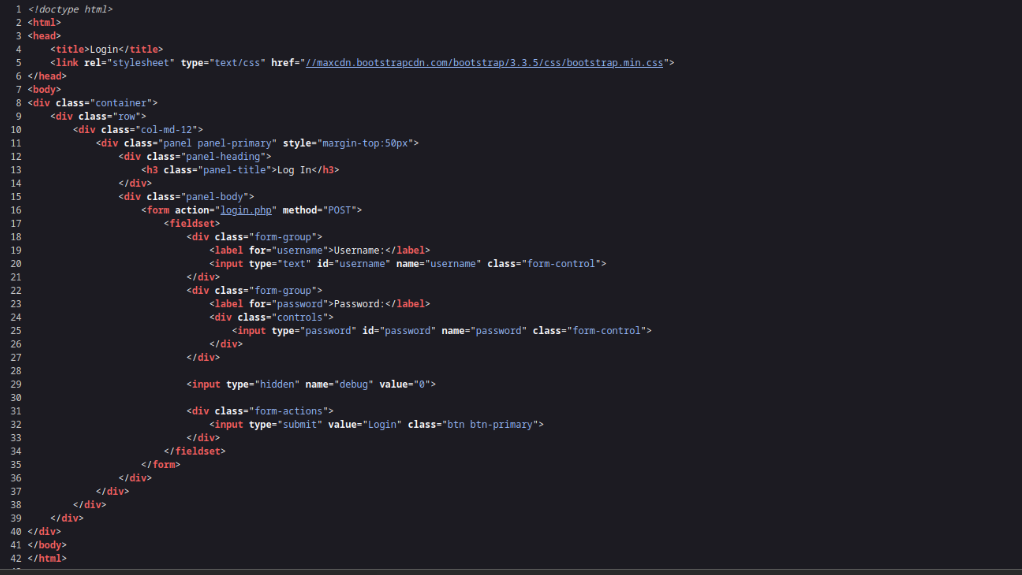 1 <!doctype html>
2 <html>
3 <head>
4     <title>Login</title>
5     <link rel="stylesheet" type="text/css" href="//maxcdn.bootstrapcdn.com/bootstrap/3.3.5/css/bootstrap.min.css">
6 </head>
7 <body>
8 <div class="container">
9     <div class="row">
10         <div class="col-md-12">
11             <div class="panel panel-primary" style="margin-top:50px">
12                 <div class="panel-heading">
13                     <h3 class="panel-title">Log In</h3>
14                 </div>
15                 <div class="panel-body">
16                     <form action="login.php" method="POST">
17                         <fieldset>
18                             <div class="form-group">
19                                 <label for="username">Username:</label>
20                                 <input type="text" id="username" name="username" class="form-control">
21                             </div>
22                             <div class="form-group">
23                                 <label for="password">Password:</label>
24                                 <div class="controls">
25                                     <input type="password" id="password" name="password" class="form-control">
26                                 </div>
27                             </div>
28
29                             <input type="hidden" name="debug" value="0">
30
31                             <div class="form-actions">
32                                 <input type="submit" value="Login" class="btn btn-primary">
33                             </div>
34                         </fieldset>
35                     </form>
36                 </div>
37             </div>
38         </div>
39     </div>
40 </div>
41 </body>
42 </html>